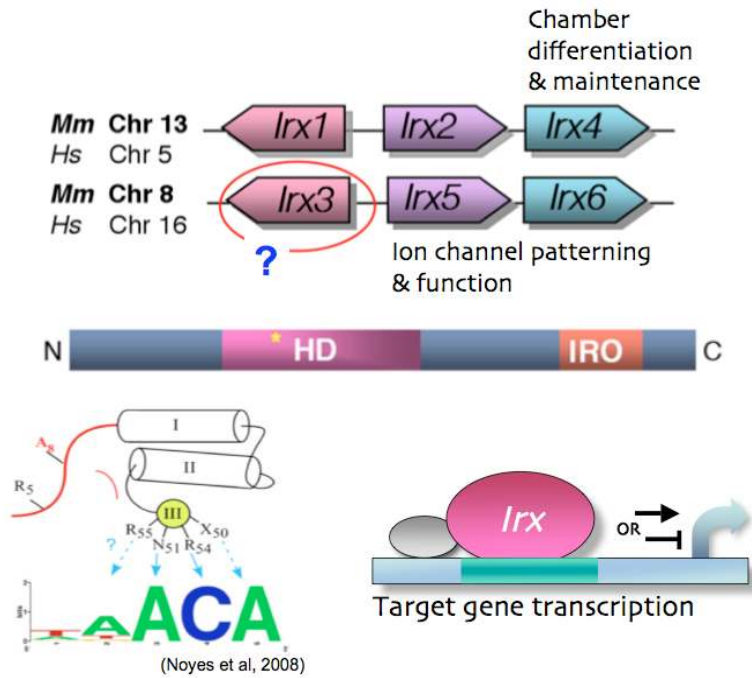 Chamber
differentiation
& maintenance
Mm Chr 13
Hs Chr 5
Irx1 Irx2 Irx4
Mm Chr 8
Hs Chr 16
Irx3 Irx5 Irx6
?
Ion channel patterning
& function
N HD IRO C
I
II
III
A8
R5
R55 N51 R54 X50
?
AACA
(Noyes et al, 2008)
Irx
OR
Target gene transcription